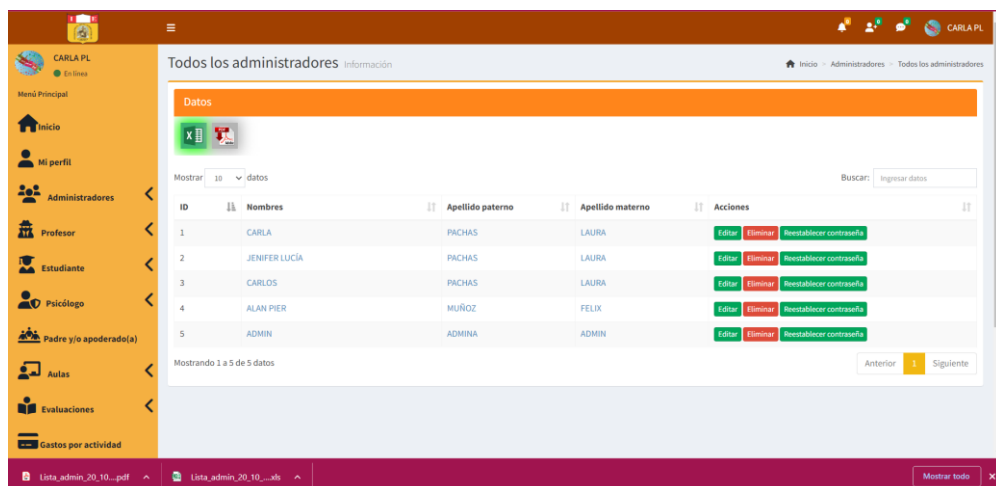 CARLA PL
CARLA PL
En línea
Todos los administradores Información
Inicio > Administradores > Todos los administradores
Menú Principal
Inicio
Mi perfil
Administradores
Profesor
Estudiante
Psicólogo
Padre y/o apoderado(a)
Aulas
Evaluaciones
Gastos por actividad
Datos
Mostrar 10 datos
Buscar: Ingresar datos
ID Nombres Apellido paterno Apellido materno Acciones
1 CARLA PACHAS LAURA Editar Eliminar Reestablecer contraseña
2 JENIFER LUCÍA PACHAS LAURA Editar Eliminar Reestablecer contraseña
3 CARLOS PACHAS LAURA Editar Eliminar Reestablecer contraseña
4 ALAN PIER MUÑOZ FELIX Editar Eliminar Reestablecer contraseña
5 ADMIN ADMINA ADMIN Editar Eliminar Reestablecer contraseña
Mostrando 1 a 5 de 5 datos
Anterior 1 Siguiente
Lista_admin_20_10....pdf Lista_admin_20_10_....xls Mostrar todo